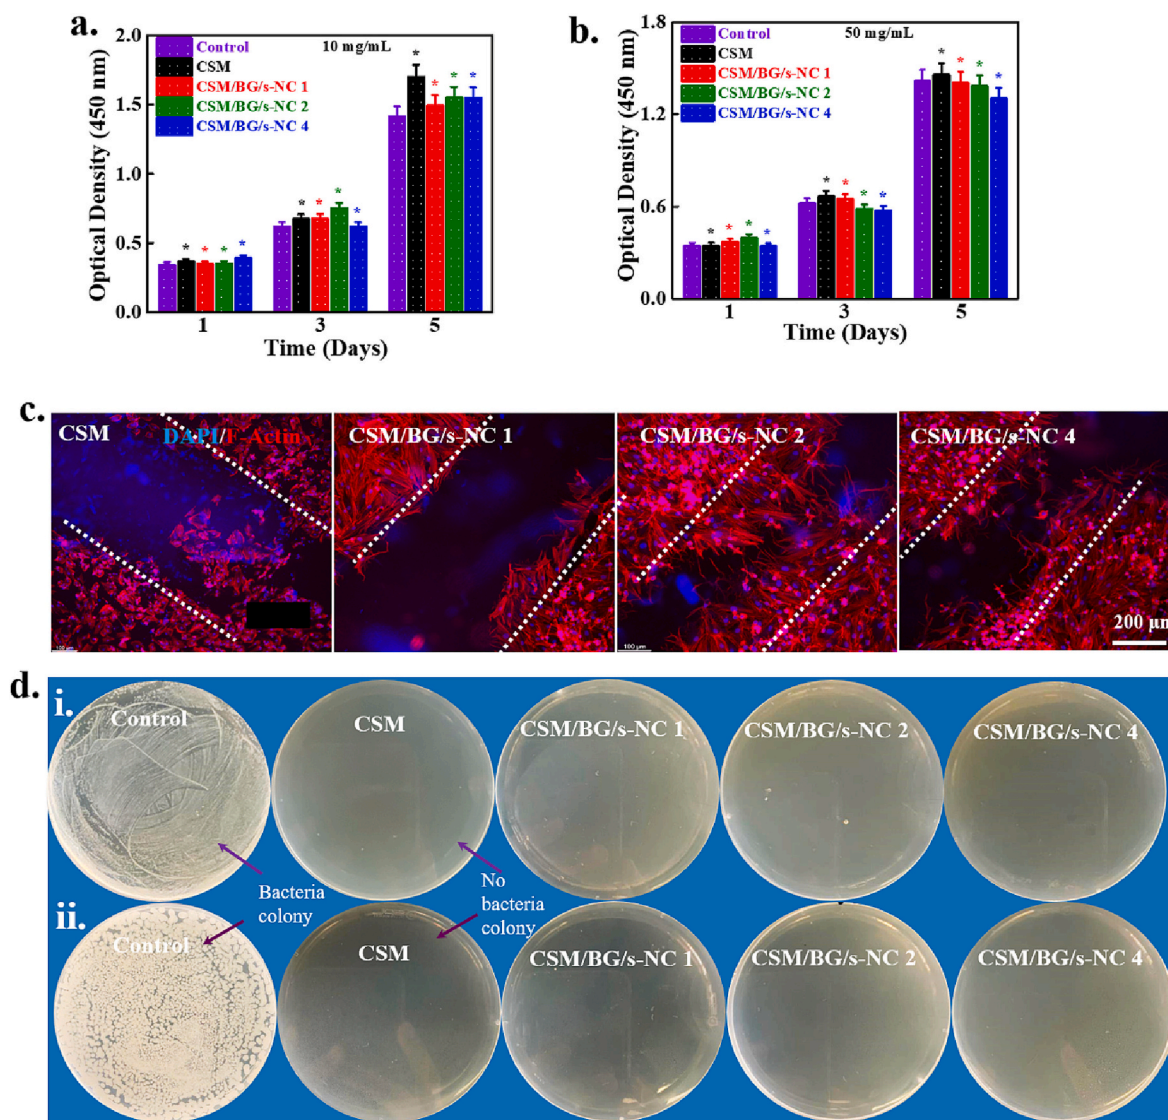 a.
Control
10 mg/mL
CSM
CSM/BG/s-NC 1
CSM/BG/s-NC 2
CSM/BG/s-NC 4
Optical Density (450 nm)
2.0
1.5
1.0
0.5
0.0
* * * *
* * * *
* * * *
1 3 5
Time (Days)
b.
Control
50 mg/mL
CSM
CSM/BG/s-NC 1
CSM/BG/s-NC 2
CSM/BG/s-NC 4
Optical Density (450 nm)
1.8
1.2
0.6
0.0
* * * *
* * * *
* * * *
1 3 5
Time (Days)
c.
CSM
DAPI/F-Actin
CSM/BG/s-NC 1
CSM/BG/s-NC 2
CSM/BG/s-NC 4
100 μm
100 μm
200 μm
d.
i.
Control
CSM
CSM/BG/s-NC 1
CSM/BG/s-NC 2
CSM/BG/s-NC 4
Bacteria
colony
No
bacteria
colony
ii.
Control
CSM
CSM/BG/s-NC 1
CSM/BG/s-NC 2
CSM/BG/s-NC 4